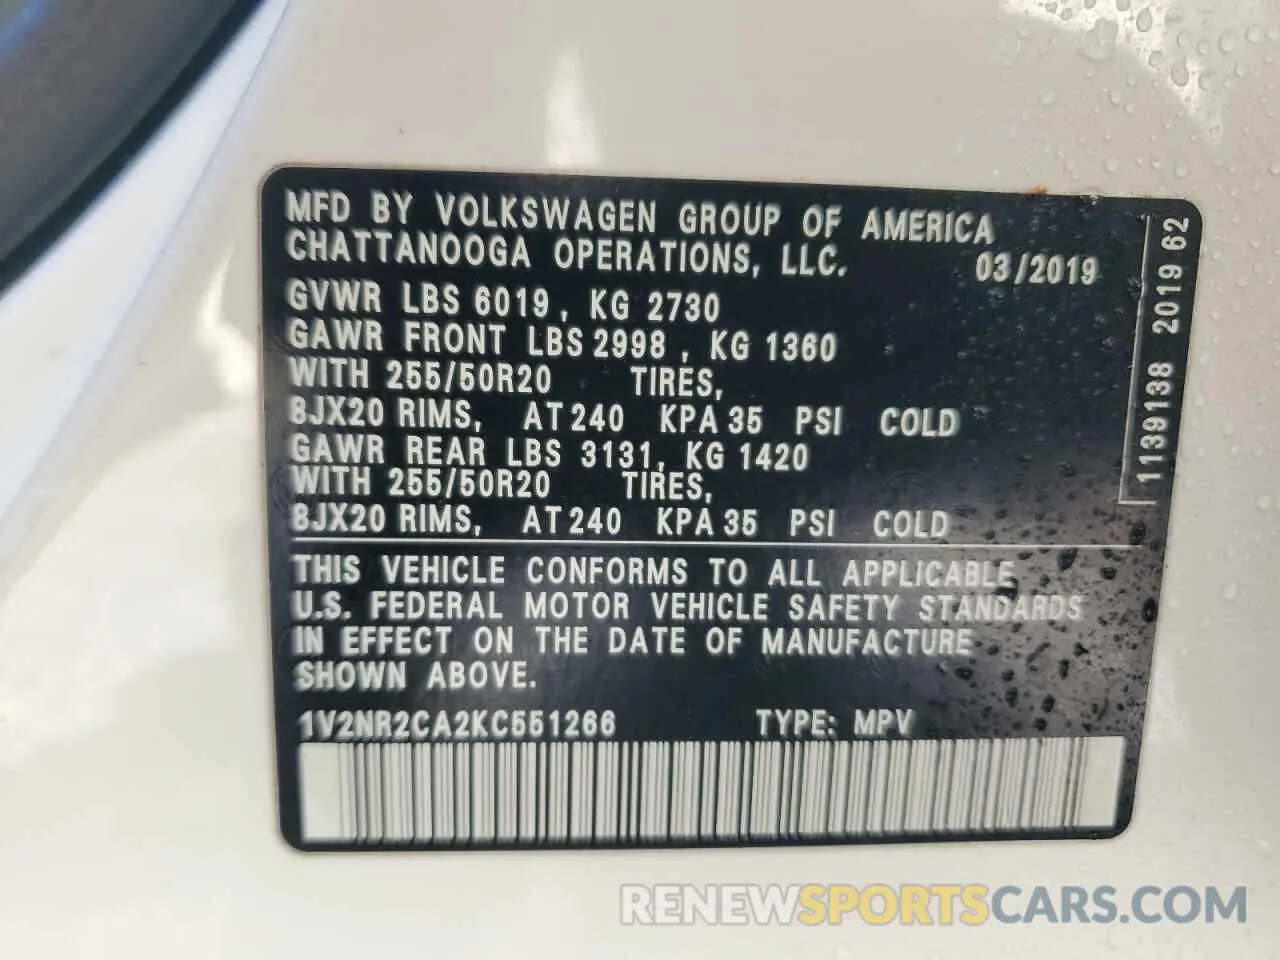 MFD BY VOLKSWAGEN GROUP OF AMERICA
CHATTANOOGA OPERATIONS, LLC. 03/2019
GVWR LBS 6019, KG 2730
GAWR FRONT LBS 2998, KG 1360
WITH 255/50R20 TIRES,
8JX20 RIMS, AT 240 KPA 35 PSI COLD
GAWR REAR LBS 3131, KG 1420
WITH 255/50R20 TIRES,
8JX20 RIMS, AT 240 KPA 35 PSI COLD
THIS VEHICLE CONFORMS TO ALL APPLICABLE
U.S. FEDERAL MOTOR VEHICLE SAFETY STANDARDS
IN EFFECT ON THE DATE OF MANUFACTURE
SHOWN ABOVE.
1V2NR2CA2KC551266 TYPE: MPV
1139138 2019 62
RENEWSPORTSCARS.COM